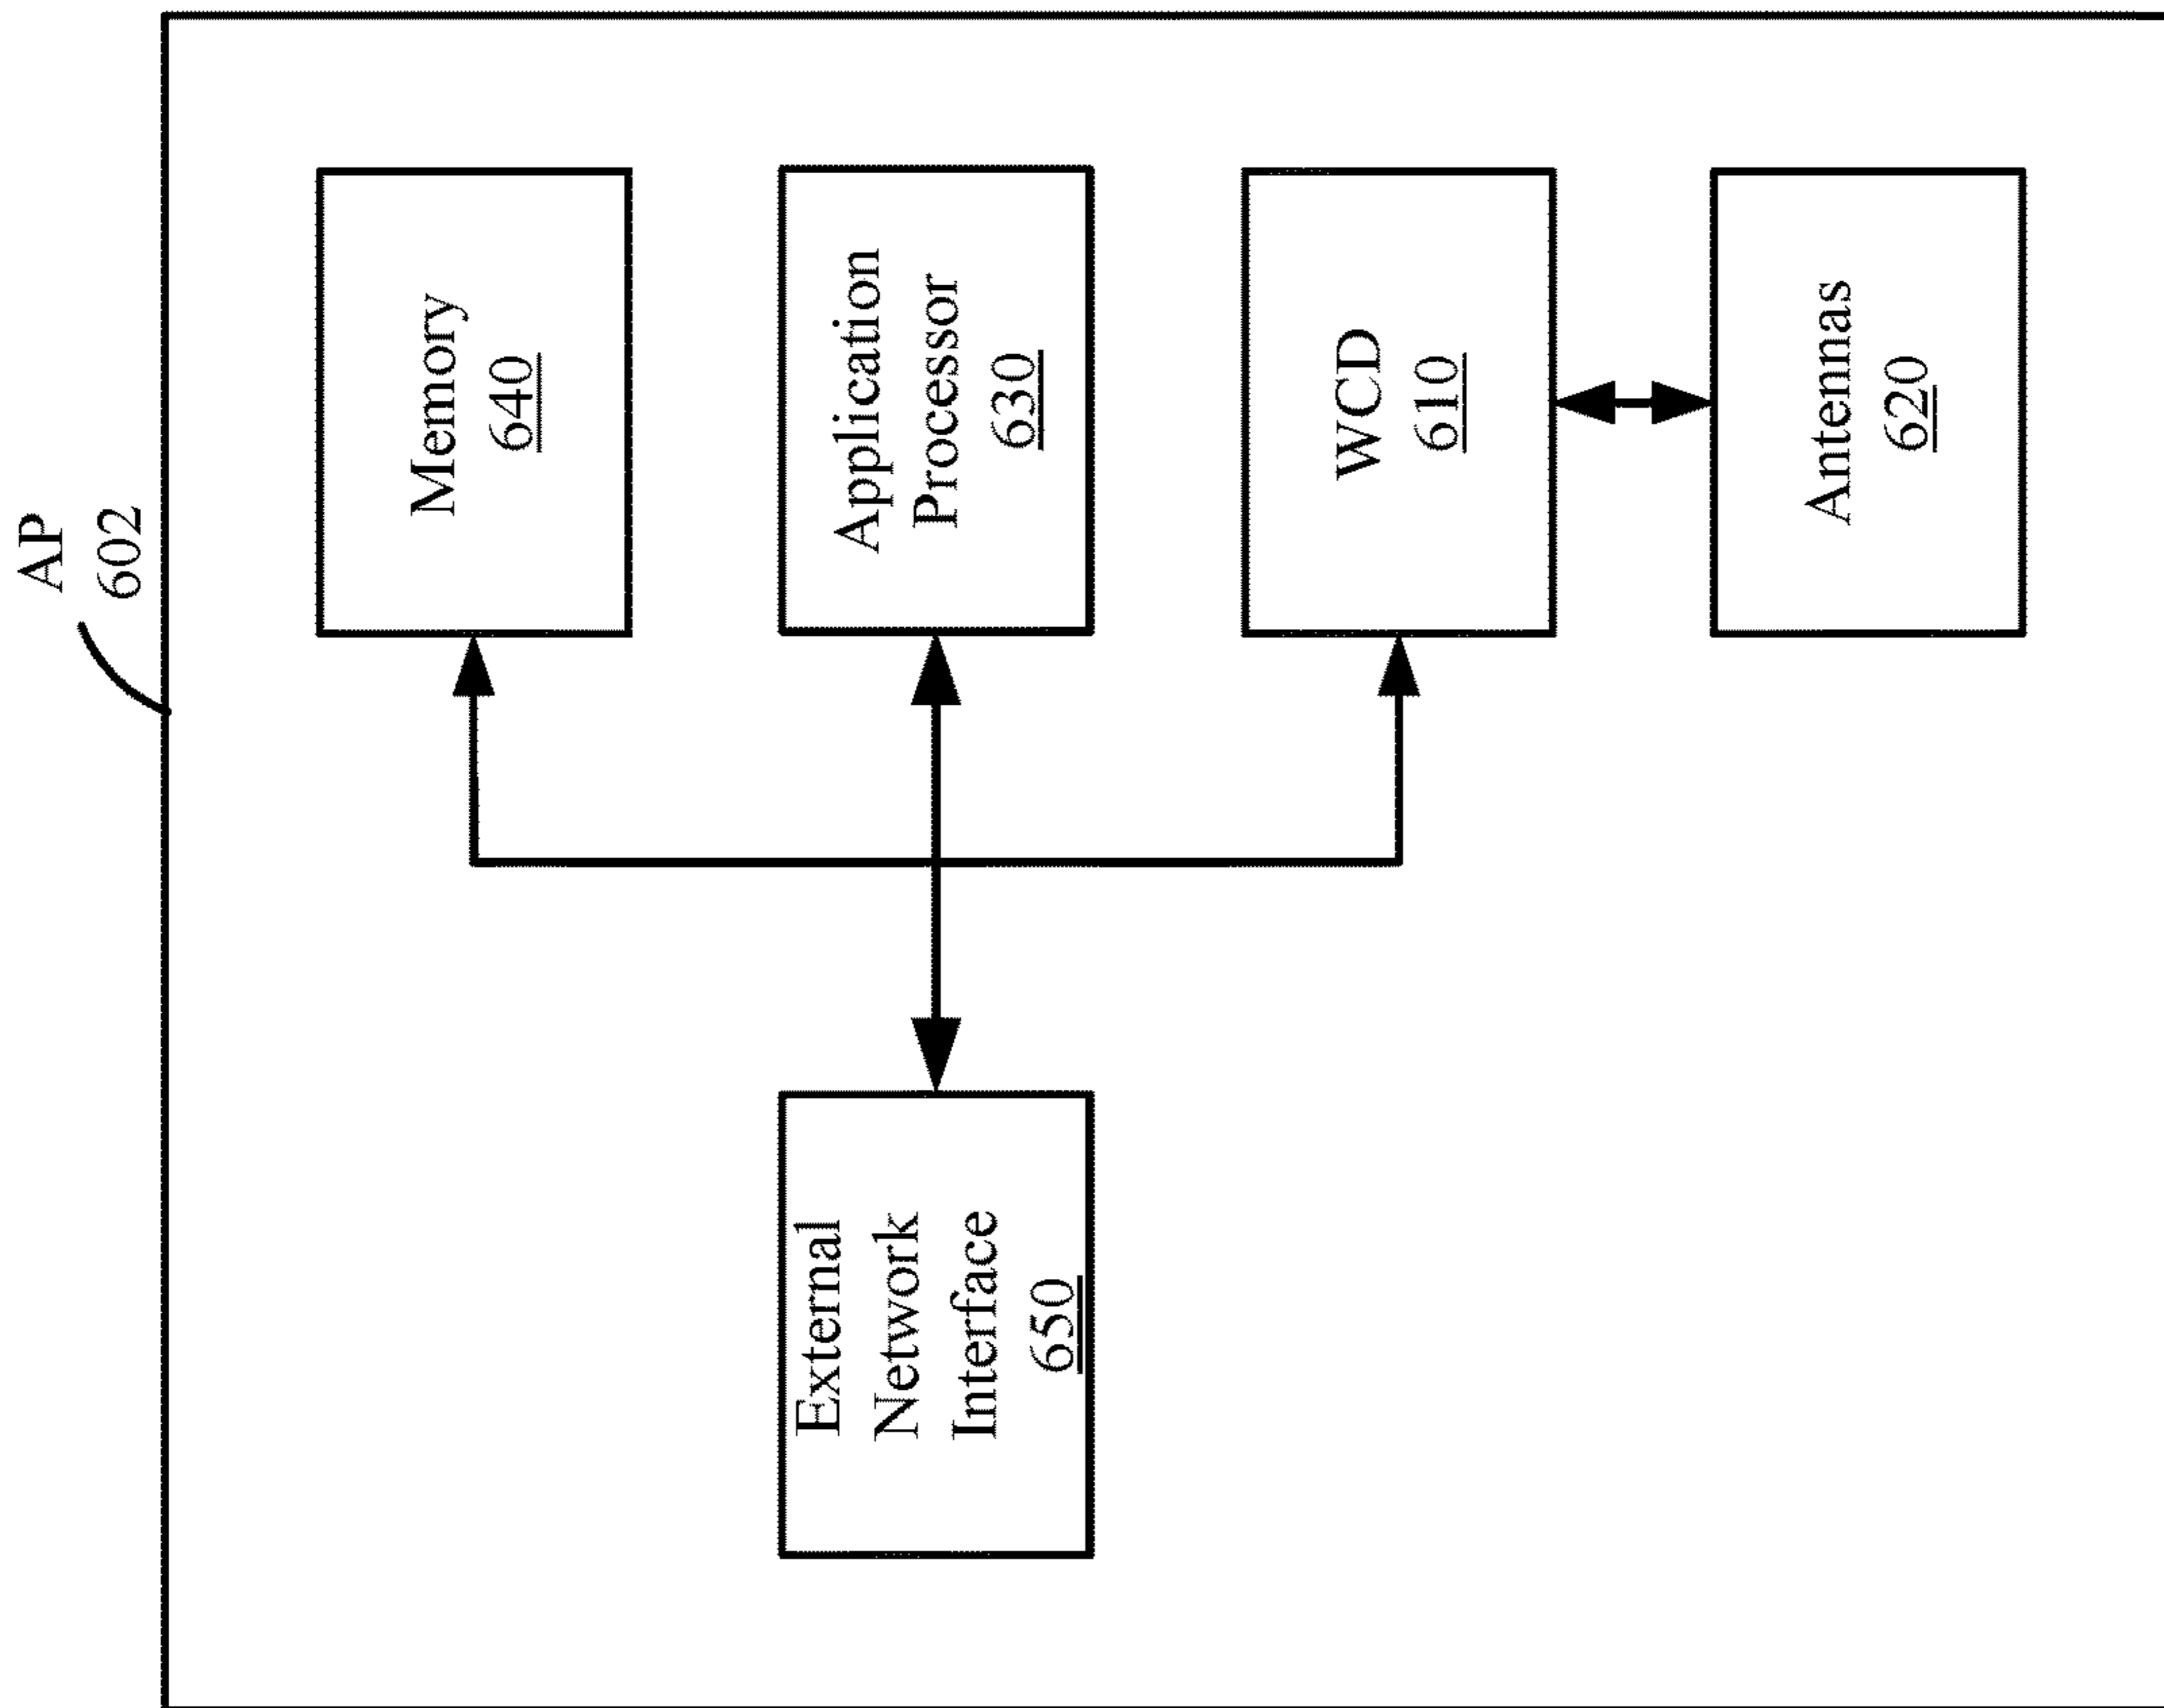 AP
602
Memory
640
Application
Processor
630
WCD
610
Antennas
620
External
Network
Interface
650